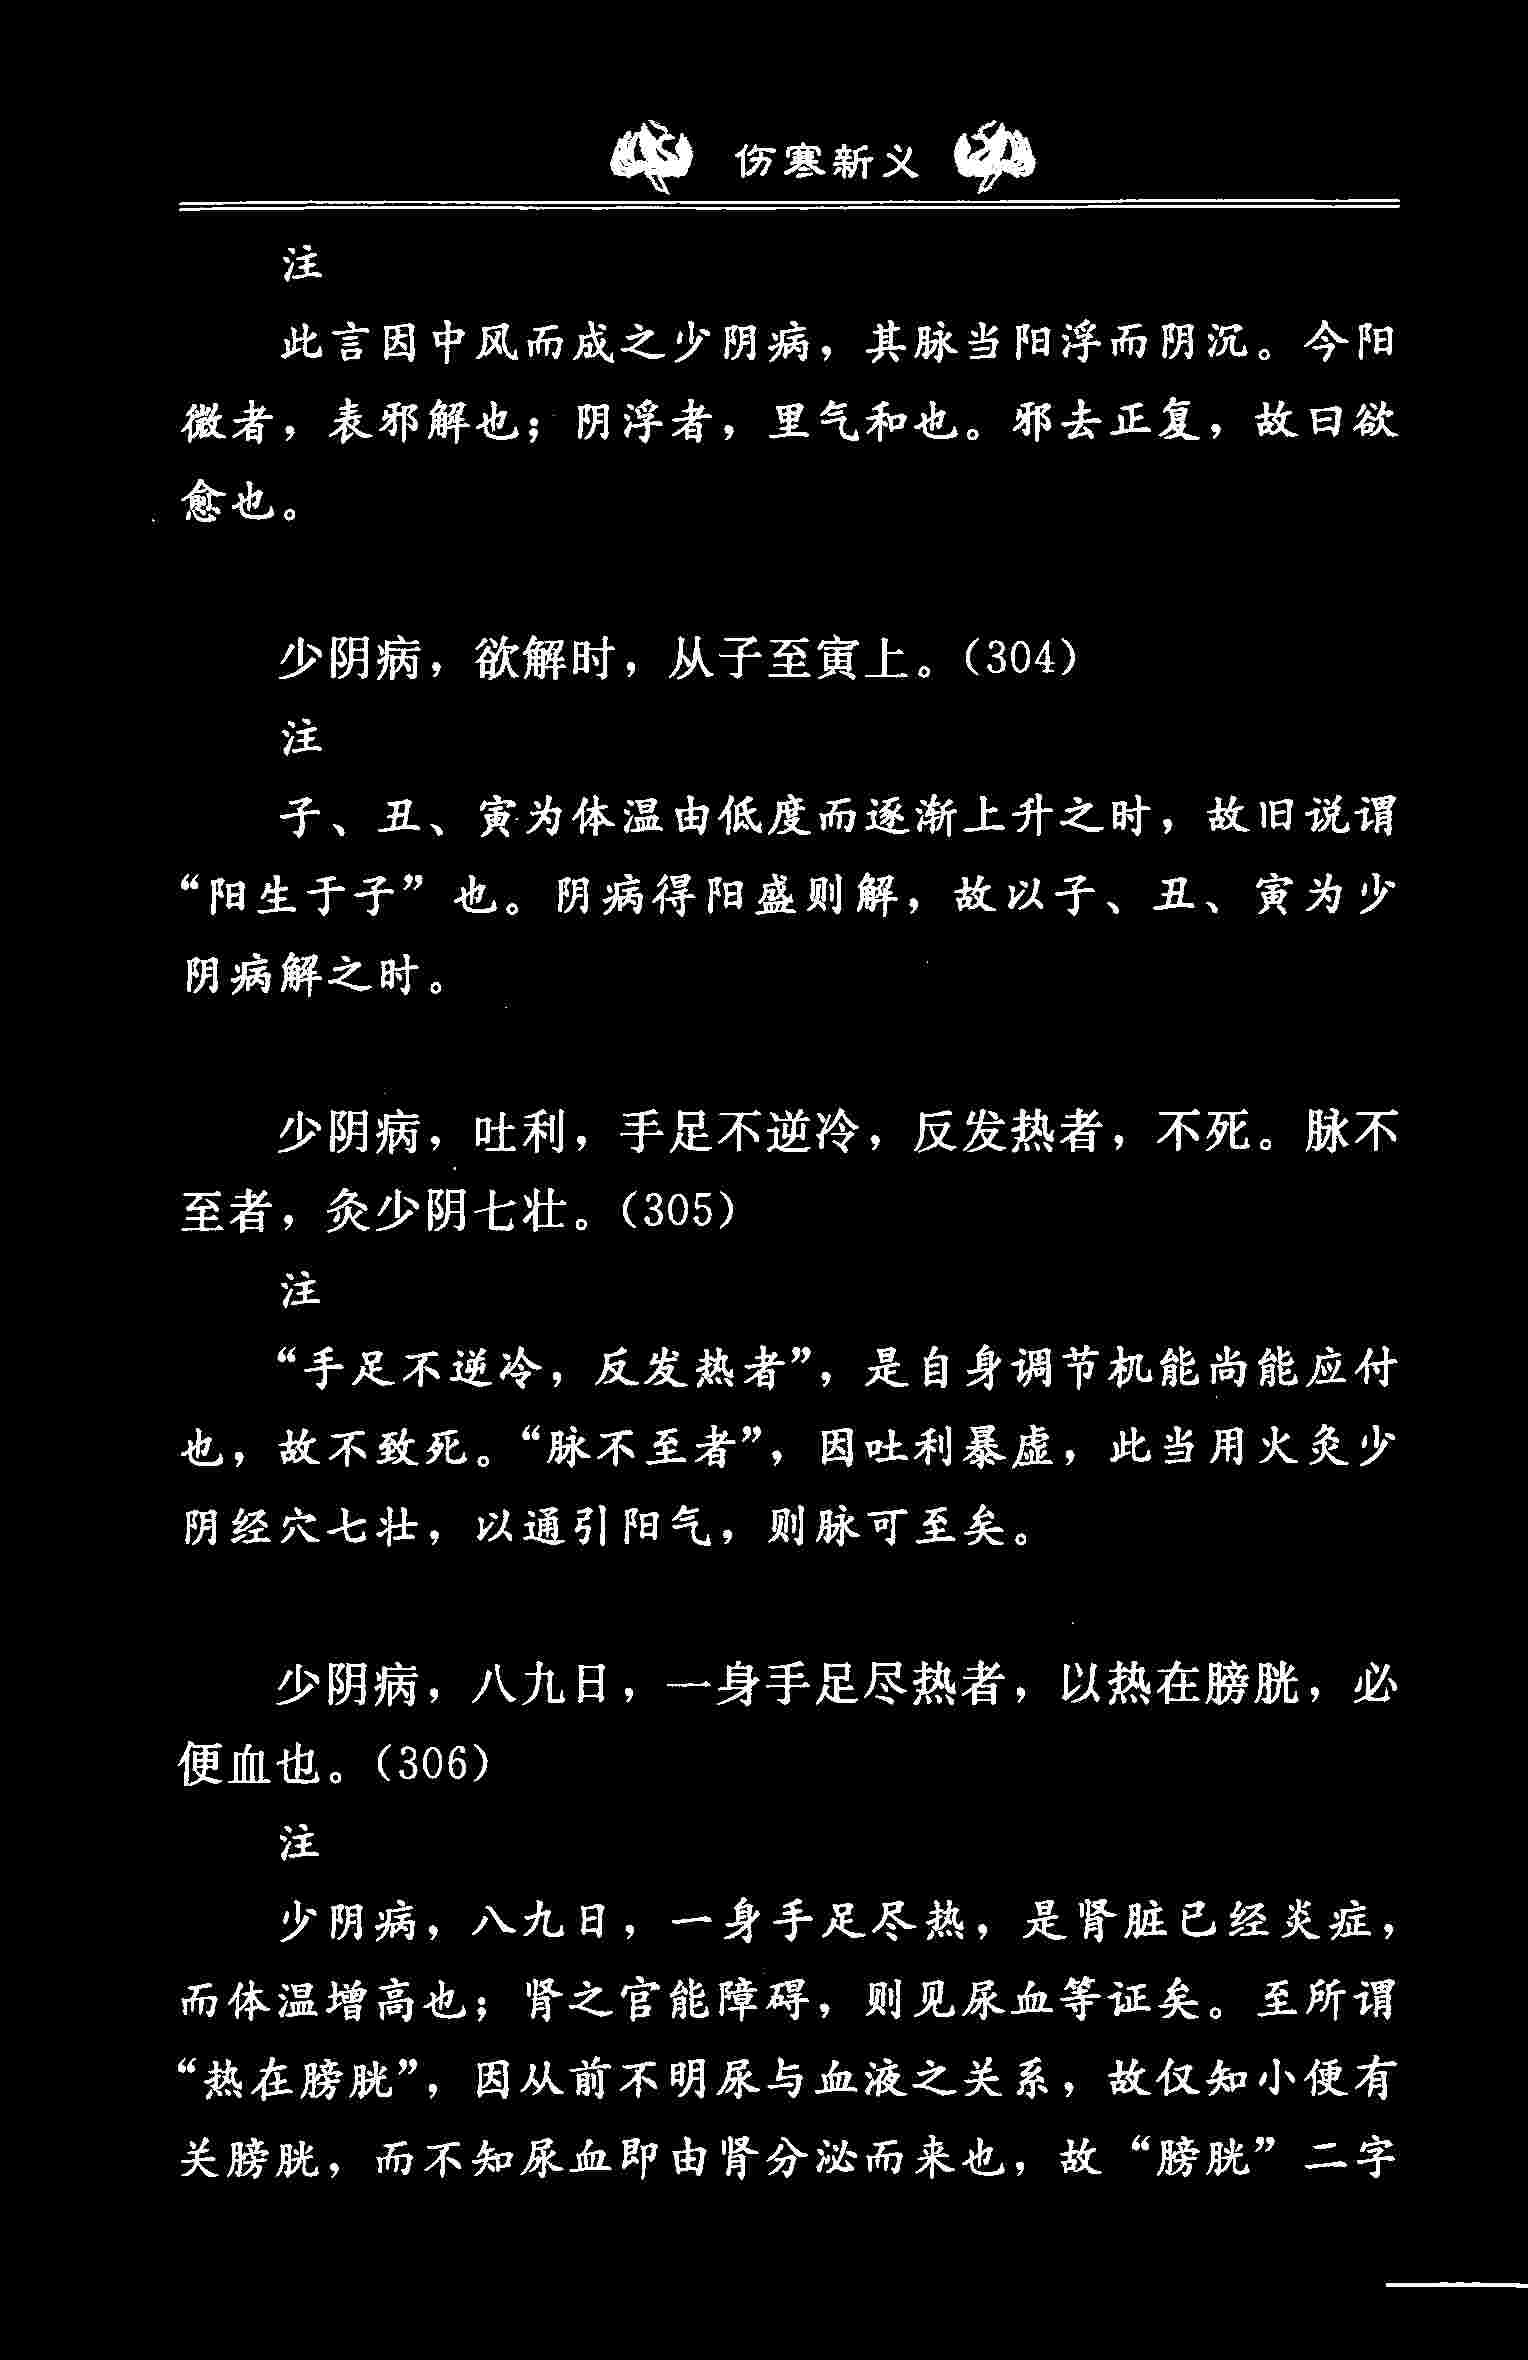 伤寒新义
注
此言因中风而成之少阴病，其脉当阳浮而阴沉。今阳
微者，表邪解也；阴浮者，里气和也。邪去正复，故曰欲
愈也。
少阴病，欲解时，从子至寅上。(304)
注
子、丑、寅为体温由低度而逐渐上升之时，故旧说谓
“阳生于子”也。阴病得阳盛则解，故以子、丑、寅为少
阴病解之时。
少阴病，吐利，手足不逆冷，反发热者，不死。脉不
至者，灸少阴七壮。(305)
注
“手足不逆冷，反发热者”，是自身调节机能尚能应付
也，故不致死。“脉不至者”，因吐利暴虚，此当用火灸少
阴经穴七壮，以通引阳气，则脉可至矣。
少阴病，八九日，一身手足尽热者，以热在膀胱，必
便血也。(306)
注
少阴病，八九日，一身手足尽热，是肾脏已经炎症，
而体温增高也；肾之官能障碍，则见尿血等证矣。至所谓
“热在膀胱”，因从前不明尿与血液之关系，故仅知小便有
关膀胱，而不知尿血即由肾分泌而来也，故“膀胱”二字